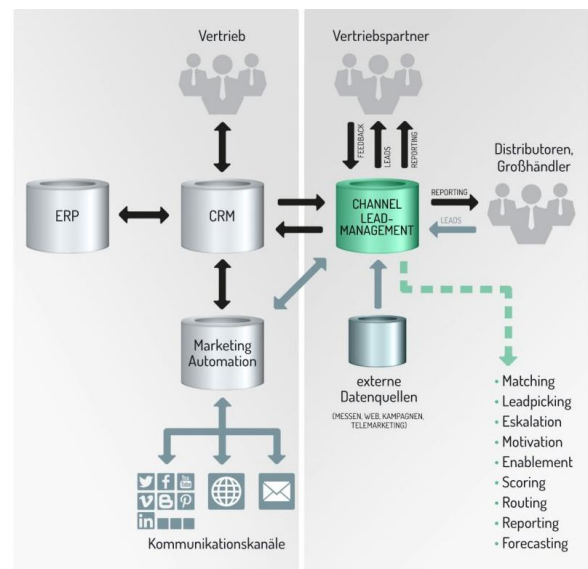 Vertrieb
Vertriebspartner
FEEDBACK
LEADS
REPORTING
Distributoren,
Großhändler
ERP
CRM
CHANNEL
LEAD-
MANAGEMENT
REPORTING
LEADS
Marketing
Automation
externe
Datenquellen
(MESSEN, WEB, KAMPAGNEN,
TELEMARKETING)
• Matching
• Leadpicking
• Eskalation
• Motivation
• Enablement
• Scoring
• Routing
• Reporting
• Forecasting
Kommunikationskanäle